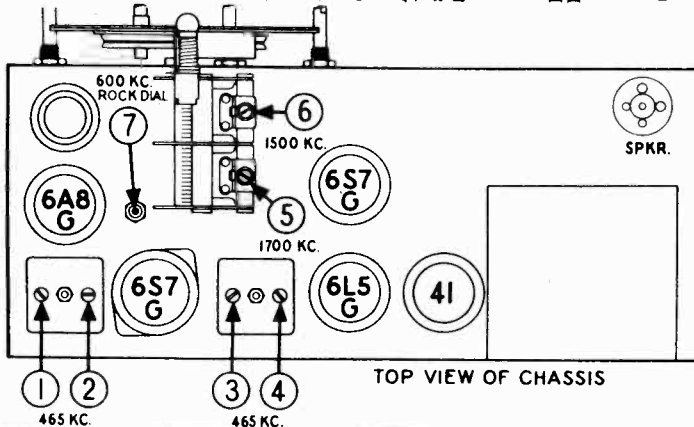 600 KC.
ROCK DIAL
7
6
1500 KC.
SPKR.
6A8
G
5
1700 KC.
6S7
G
6S7
G
6L5
G
41
1
2
3
4
465 KC.
465 KC.
TOP VIEW OF CHASSIS